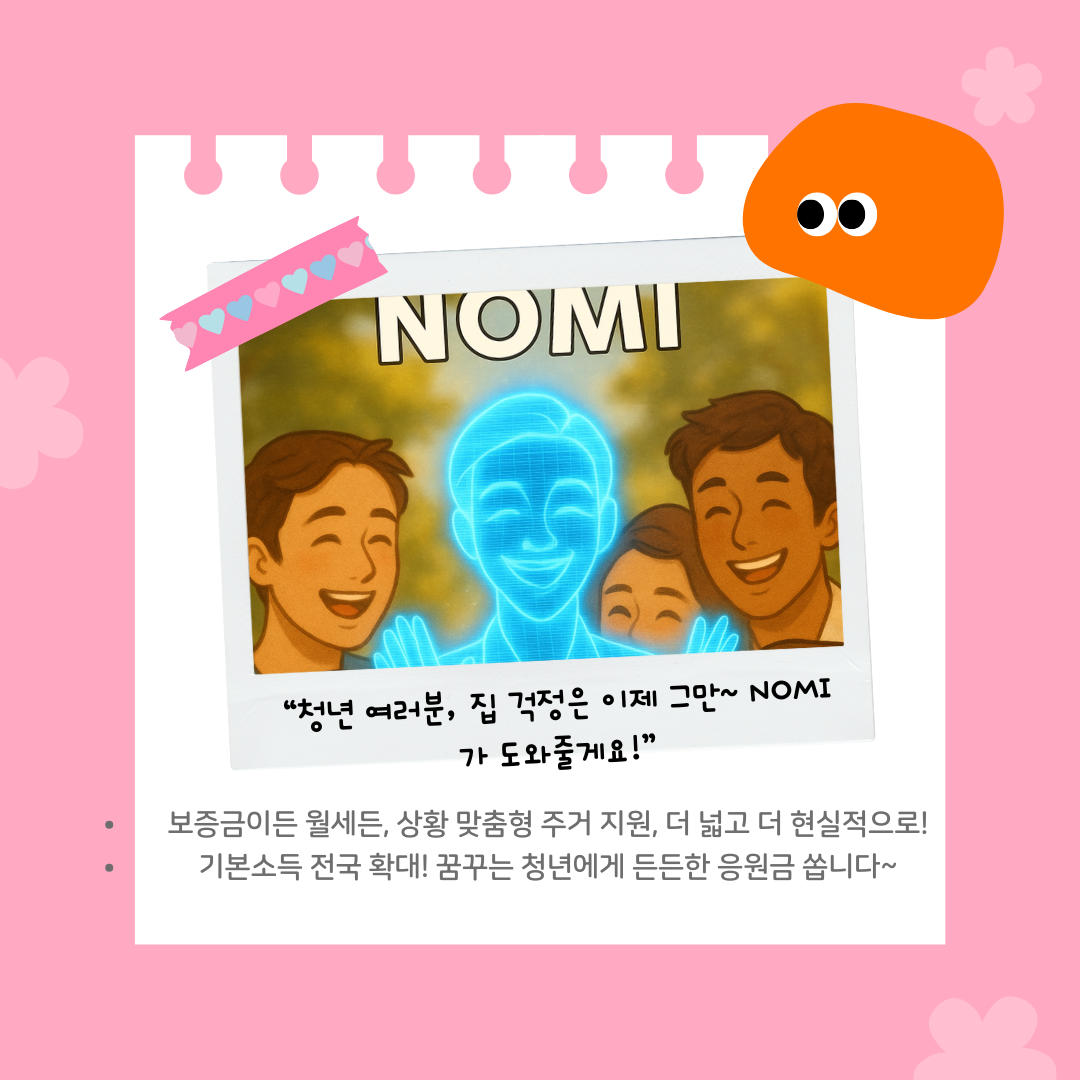 NOMI
“청년 여러분, 집 걱정은 이제 그만~ NOMI
가 도와줄게요!”
• 보증금이든 월세든, 상황 맞춤형 주거 지원, 더 넓고 더 현실적으로!
• 기본소득 전국 확대! 꿈꾸는 청년에게 든든한 응원금 쏩니다~